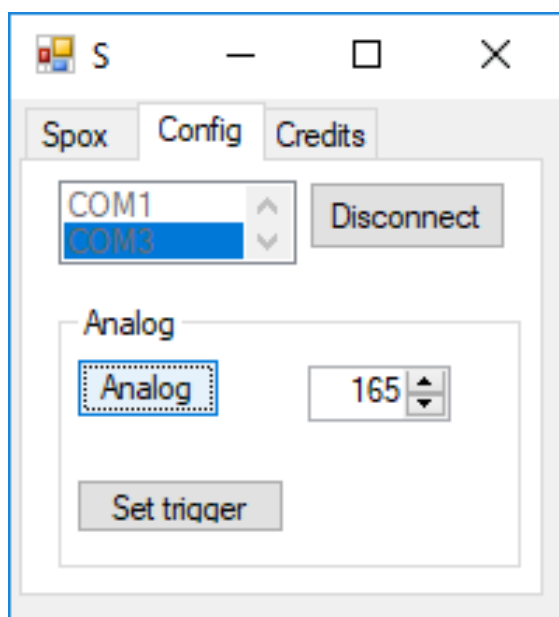 S
Spox Config Credits
COM1
COM3
Disconnect
Analog
Analog 165
Set trigger